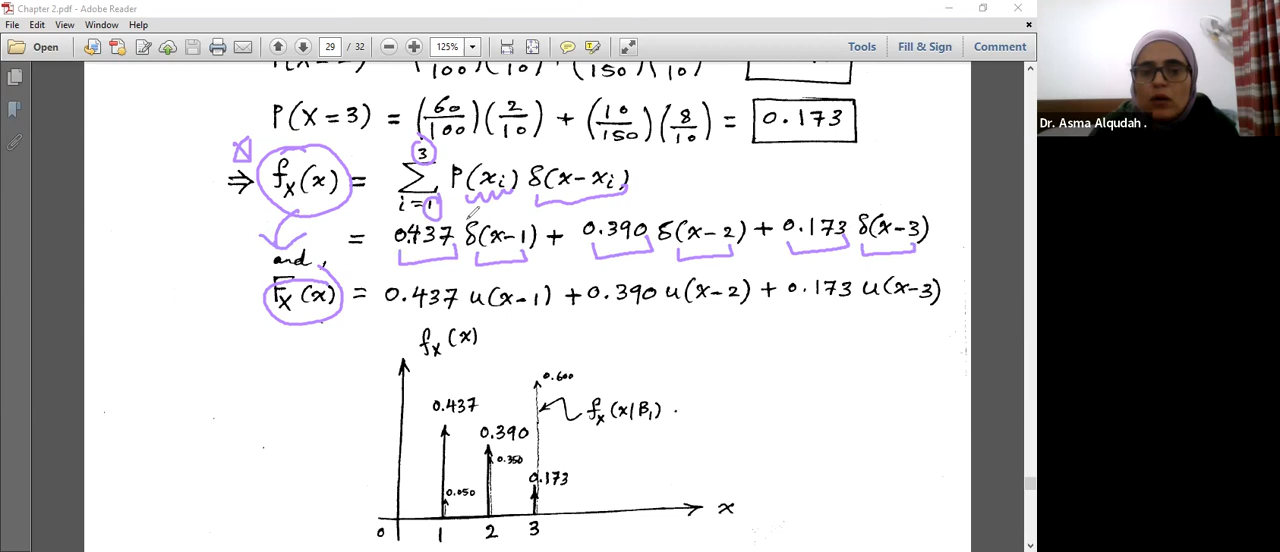 Chapter 2.pdf - Adobe Reader
File Edit View Window Help
Open 29 / 32 125% Tools Fill & Sign Comment
100 10 150 10
P(X=3) = (60/100)(2/10) + (10/150)(8/10) = 0.173
⇒ fX(x) = ∑_{i=1}^{3} P(xi) δ(x-xi)
= 0.437 δ(x-1) + 0.390 δ(x-2) + 0.173 δ(x-3)
and,
FX(x) = 0.437 u(x-1) + 0.390 u(x-2) + 0.173 u(x-3)
fX(x)
0.600
0.437
fX(x|B1).
0.390
0.350
0.173
0.050
x
0 1 2 3
Dr. Asma Alqudah .